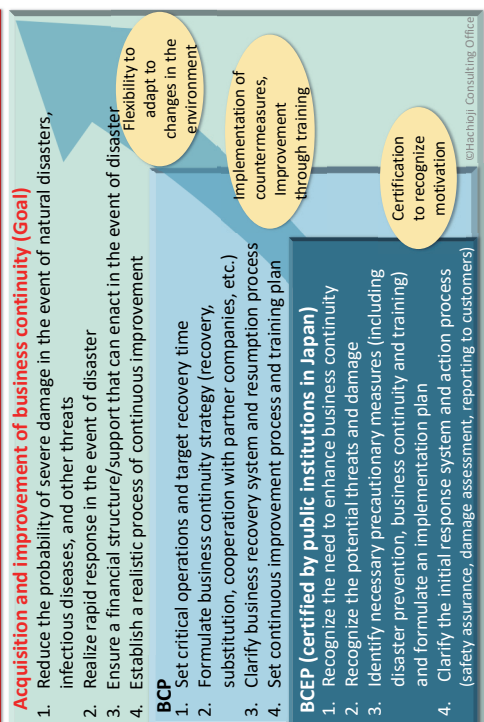 Acquisition and improvement of business continuity (Goal)
1. Reduce the probability of severe damage in the event of natural disasters,
infectious diseases, and other threats
2. Realize rapid response in the event of disaster
3. Ensure a financial structure/support that can enact in the event of disaster
4. Establish a realistic process of continuous improvement
Flexibility to
adapt to
changes in the
environment
BCP
1. Set critical operations and target recovery time
2. Formulate business continuity strategy (recovery,
substitution, cooperation with partner companies, etc.)
3. Clarify business recovery system and resumption process
4. Set continuous improvement process and training plan
Implementation of
countermeasures,
Improvement
through training
BCEP (certified by public institutions in Japan)
1. Recognize the need to enhance business continuity
2. Recognize the potential threats and damage
3. Identify necessary precautionary measures (including
disaster prevention, business continuity and training)
and formulate an implementation plan
4. Clarify the initial response system and action process
(safety assurance, damage assessment, reporting to customers)
Certification
to recognize
motivation
©Hachioji Consulting Office